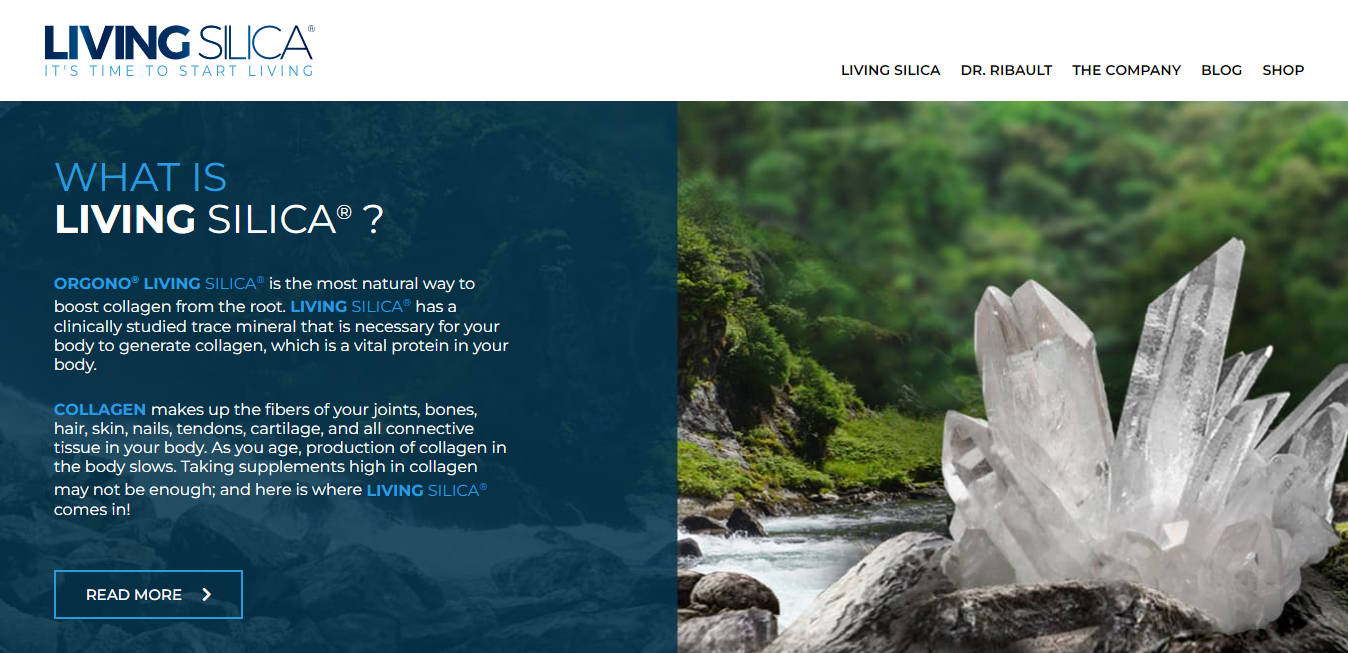 LIVING SILICA®
IT'S TIME TO START LIVING
LIVING SILICA DR. RIBAULT THE COMPANY BLOG SHOP
WHAT IS
LIVING SILICA® ?
ORGONO® LIVING SILICA® is the most natural way to
boost collagen from the root. LIVING SILICA® has a
clinically studied trace mineral that is necessary for your
body to generate collagen, which is a vital protein in your
body.
COLLAGEN makes up the fibers of your joints, bones,
hair, skin, nails, tendons, cartilage, and all connective
tissue in your body. As you age, production of collagen in
the body slows. Taking supplements high in collagen
may not be enough; and here is where LIVING SILICA®
comes in!
READ MORE